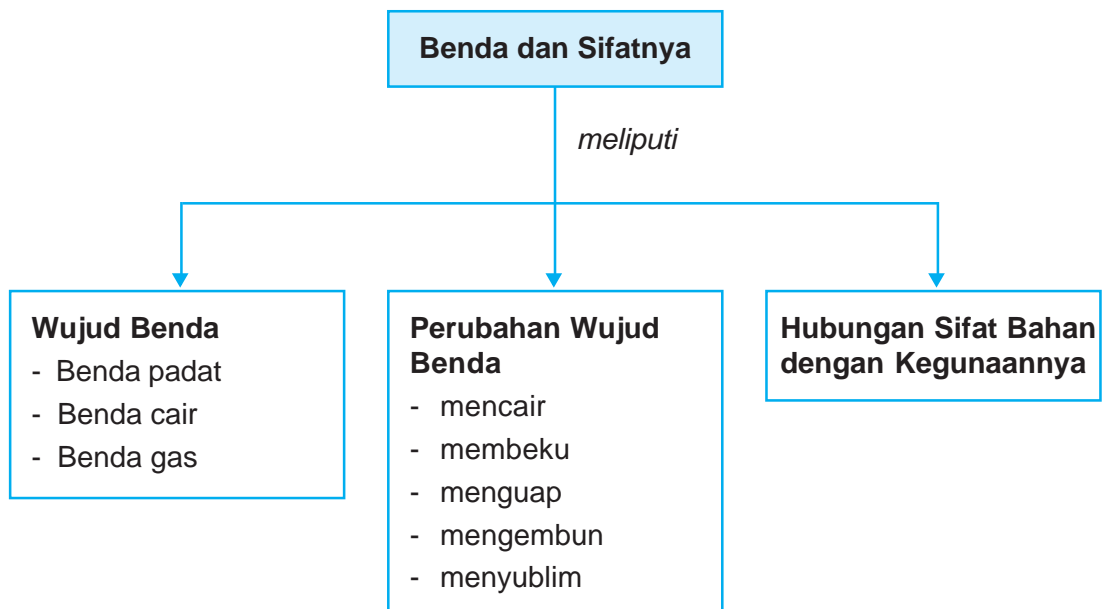 Benda dan Sifatnya
meliputi
Wujud Benda
- Benda padat
- Benda cair
- Benda gas
Perubahan Wujud
Benda
- mencair
- membeku
- menguap
- mengembun
- menyublim
Hubungan Sifat Bahan
dengan Kegunaannya